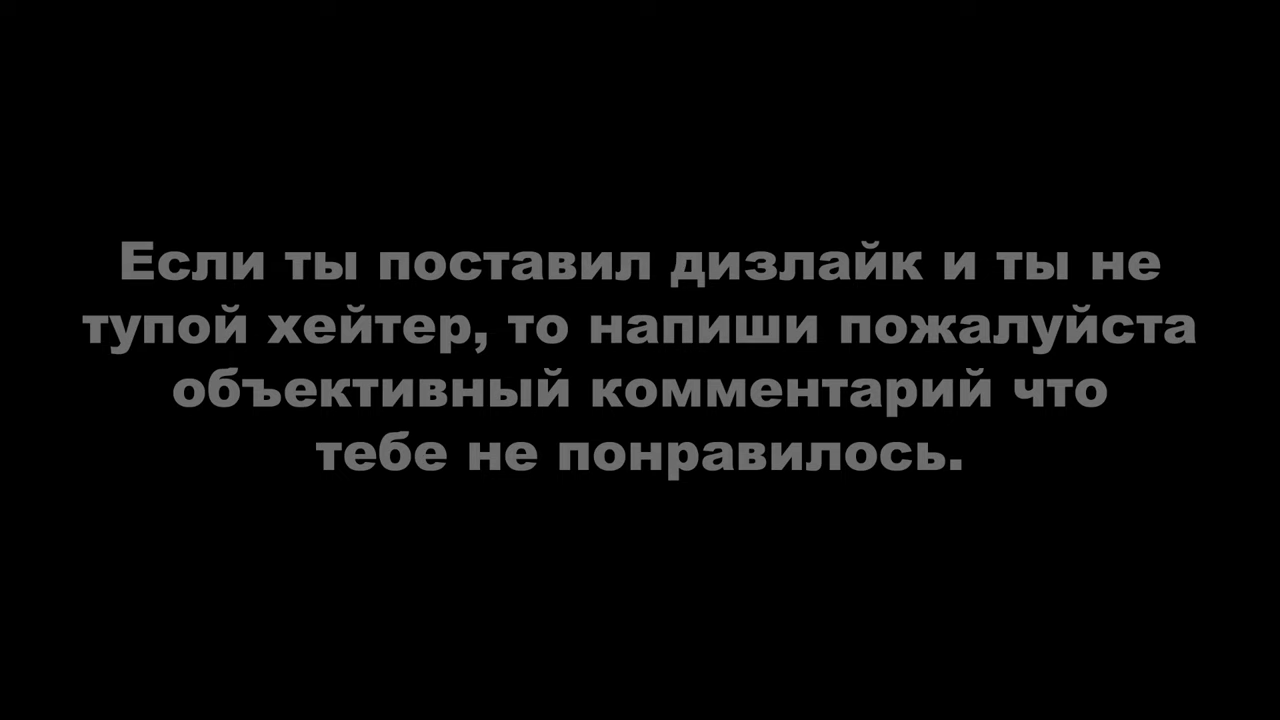 Если ты поставил дизлайк и ты не
тупой хейтер, то напиши пожалуйста
объективный комментарий что
тебе не понравилось.